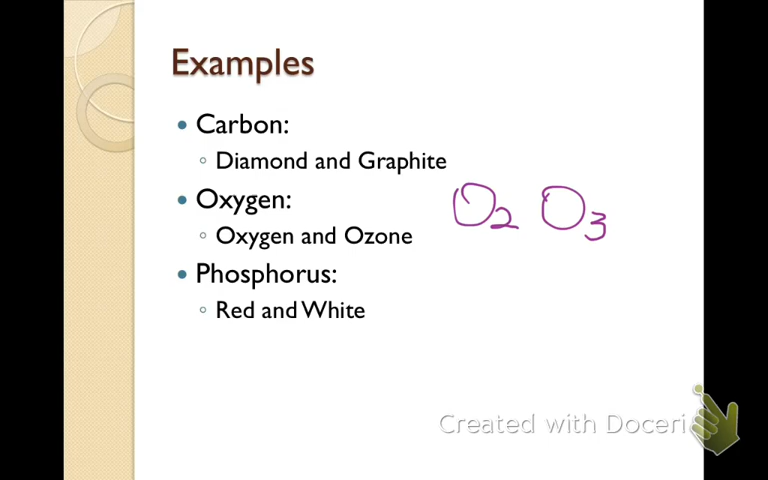 Examples
• Carbon:
◦ Diamond and Graphite
• Oxygen:
O2 O3
◦ Oxygen and Ozone
• Phosphorus:
◦ Red and White
Created with Doceri